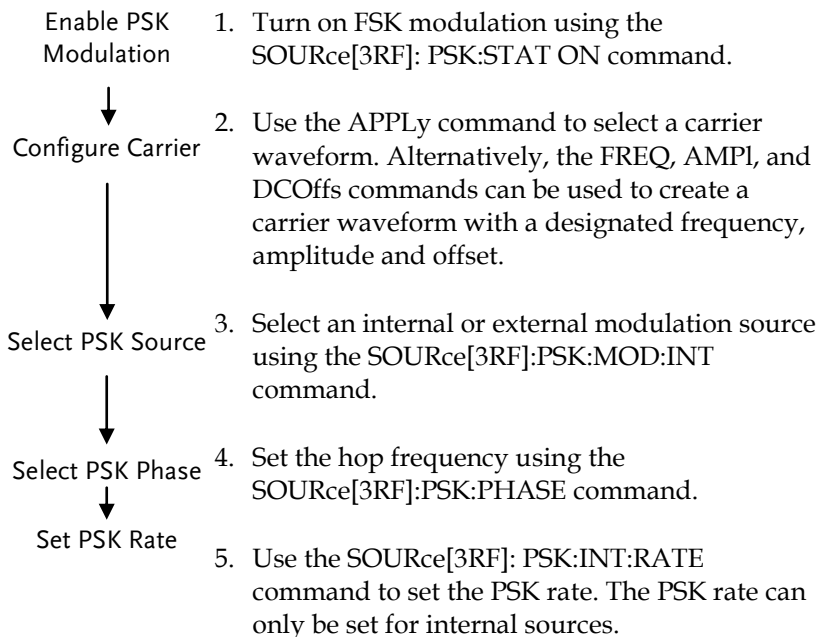 Enable PSK
Modulation
1. Turn on FSK modulation using the
SOURce[3RF]: PSK:STAT ON command.
Configure Carrier
2. Use the APPLy command to select a carrier
waveform. Alternatively, the FREQ, AMPl, and
DCOffs commands can be used to create a
carrier waveform with a designated frequency,
amplitude and offset.
Select PSK Source
3. Select an internal or external modulation source
using the SOURce[3RF]:PSK:MOD:INT
command.
Select PSK Phase
4. Set the hop frequency using the
SOURce[3RF]:PSK:PHASE command.
Set PSK Rate
5. Use the SOURce[3RF]: PSK:INT:RATE
command to set the PSK rate. The PSK rate can
only be set for internal sources.